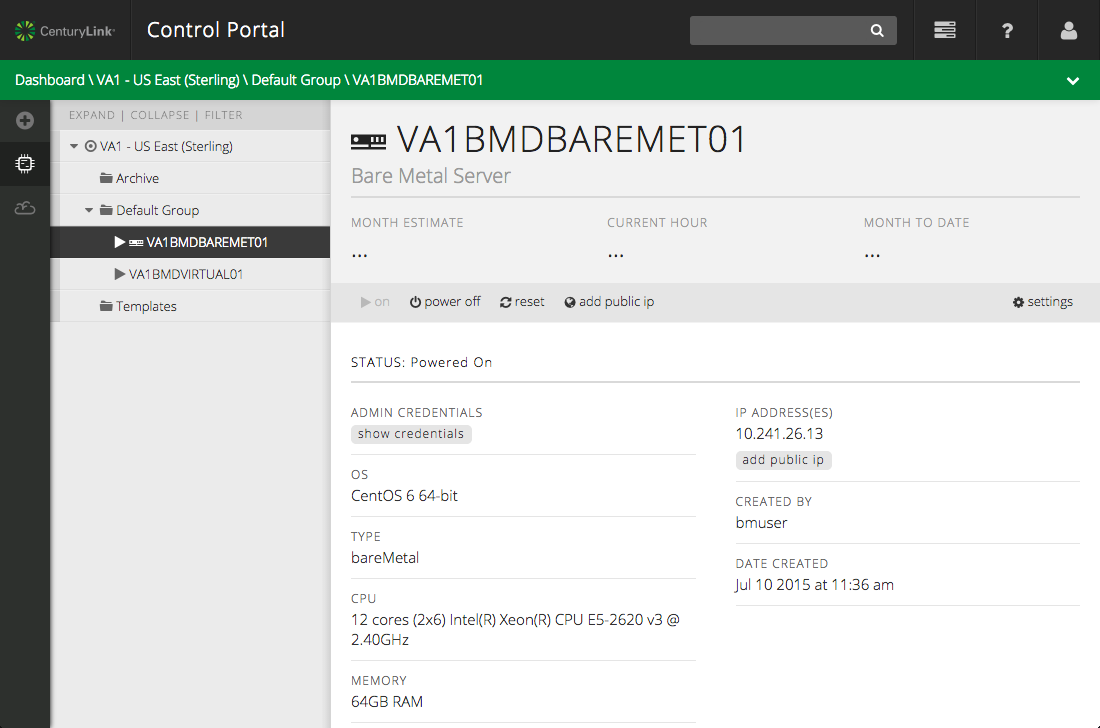 CenturyLink
Control Portal
?
Dashboard \ VA1 - US East (Sterling) \ Default Group \ VA1BMDBAREMET01
EXPAND | COLLAPSE | FILTER
VA1 - US East (Sterling)
Archive
Default Group
VA1BMDBAREMET01
VA1BMDVIRTUAL01
Templates
VA1BMDBAREMET01
Bare Metal Server
MONTH ESTIMATE
...
CURRENT HOUR
...
MONTH TO DATE
...
on power off reset add public ip settings
STATUS: Powered On
ADMIN CREDENTIALS
show credentials
OS
CentOS 6 64-bit
TYPE
bareMetal
CPU
12 cores (2x6) Intel(R) Xeon(R) CPU E5-2620 v3 @
2.40GHz
MEMORY
64GB RAM
IP ADDRESS(ES)
10.241.26.13
add public ip
CREATED BY
bmuser
DATE CREATED
Jul 10 2015 at 11:36 am